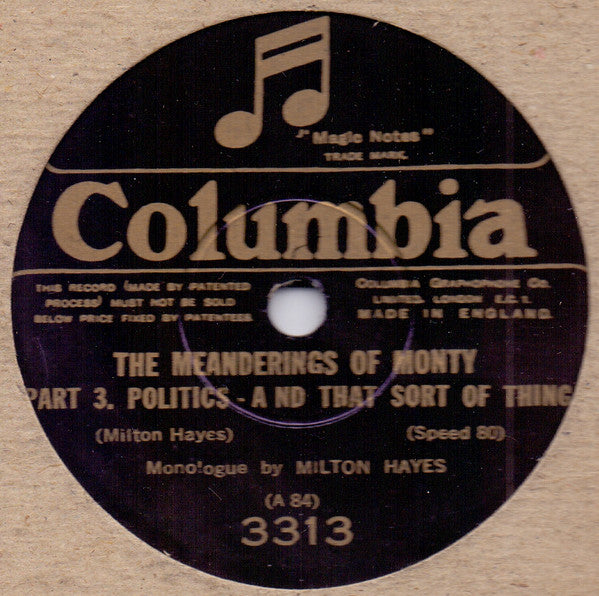 ♪"Magic Notes"
TRADE MARK.
Columbia
THIS RECORD (MADE BY PATENTED
PROCESS) MUST NOT BE SOLD
BELOW PRICE FIXED BY PATENTEES.
COLUMBIA GRAPHOPHONE CO.
LIMITED, LONDON E.C.1.
MADE IN ENGLAND.
THE MEANDERINGS OF MONTY
PART 3. POLITICS - A ND THAT SORT OF THING
(Milton Hayes)
(Speed 80)
Monologue by MILTON HAYES
(A 84)
3313